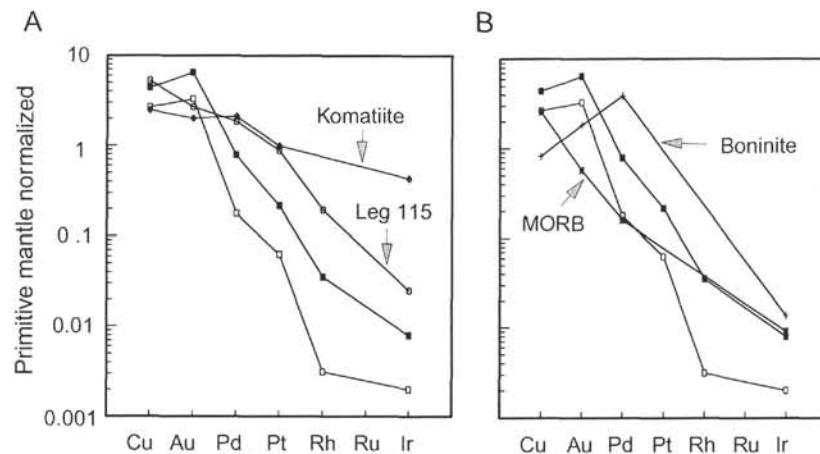 A
B
Primitive mantle normalized
10
1
0.1
0.01
0.001
Komatiite
Leg 115
Boninite
MORB
Cu Au Pd Pt Rh Ru Ir
Cu Au Pd Pt Rh Ru Ir